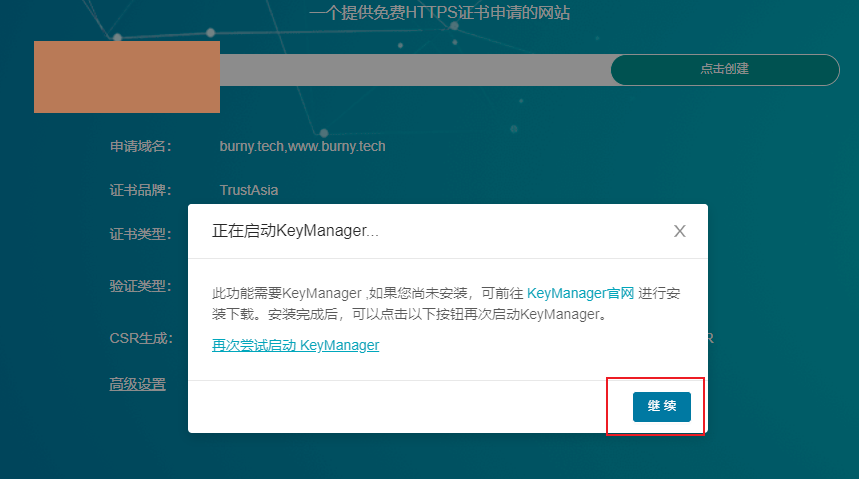 一个提供免费HTTPS证书申请的网站
点击创建
申请域名： burny.tech,www.burny.tech
证书品牌： TrustAsia
证书类型：
正在启动KeyManager...
验证类型：
此功能需要KeyManager ,如果您尚未安装，可前往 KeyManager官网 进行安
装下载。安装完成后，可以点击以下按钮再次启动KeyManager。
CSR生成： R
再次尝试启动 KeyManager
高级设置
继 续